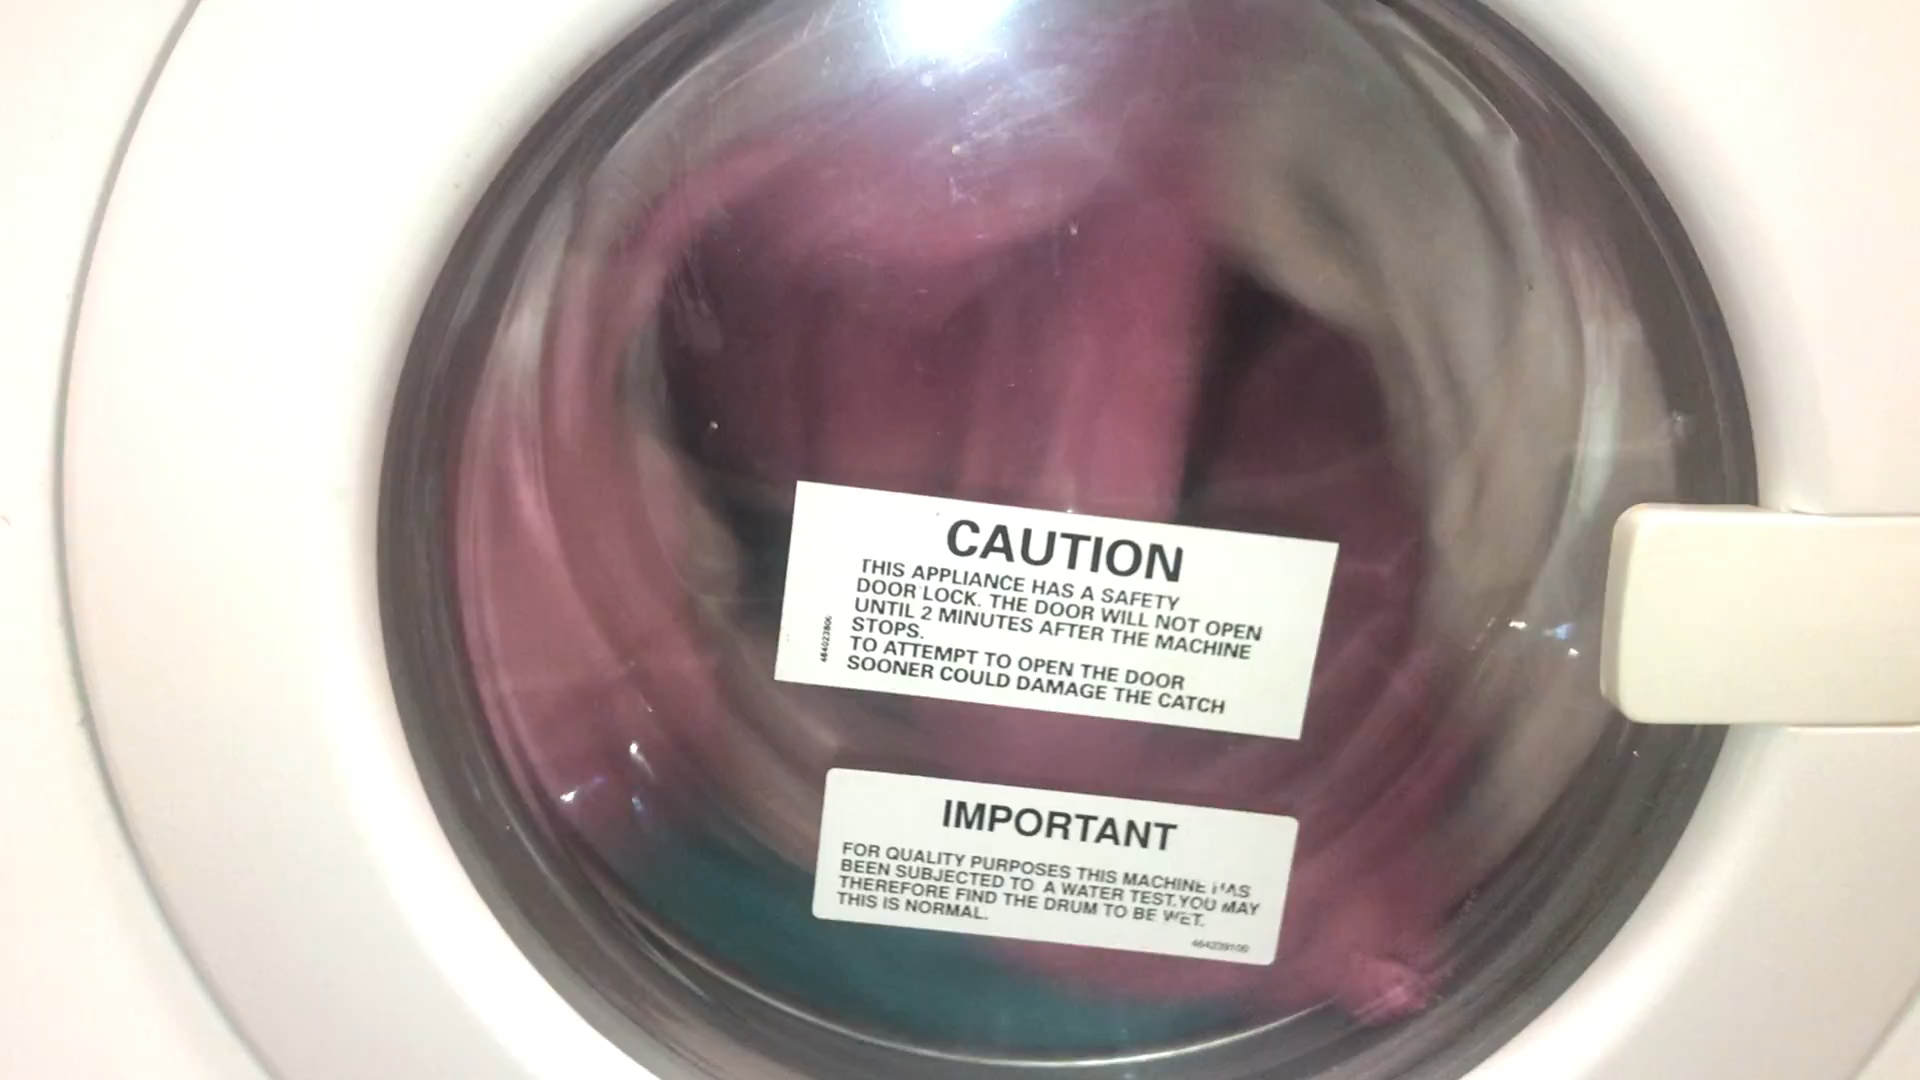 CAUTION
THIS APPLIANCE HAS A SAFETY
DOOR LOCK. THE DOOR WILL NOT OPEN
UNTIL 2 MINUTES AFTER THE MACHINE
STOPS.
TO ATTEMPT TO OPEN THE DOOR
SOONER COULD DAMAGE THE CATCH
464023806
IMPORTANT
FOR QUALITY PURPOSES THIS MACHINE HAS
BEEN SUBJECTED TO A WATER TEST.YOU MAY
THEREFORE FIND THE DRUM TO BE WET.
THIS IS NORMAL.
464239100